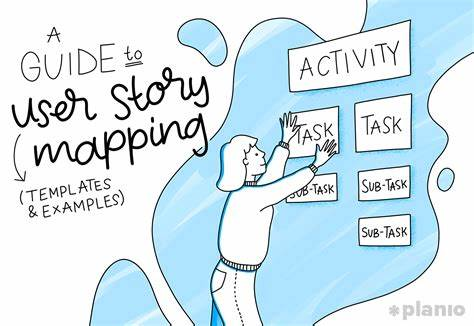 A
GUIDE to
user story
mapping
(TEMPLATES
& EXAMPLES)
ACTIVITY
TASK
TASK
SUB-TASK
SUB-TASK
SUB-TASK
*planio